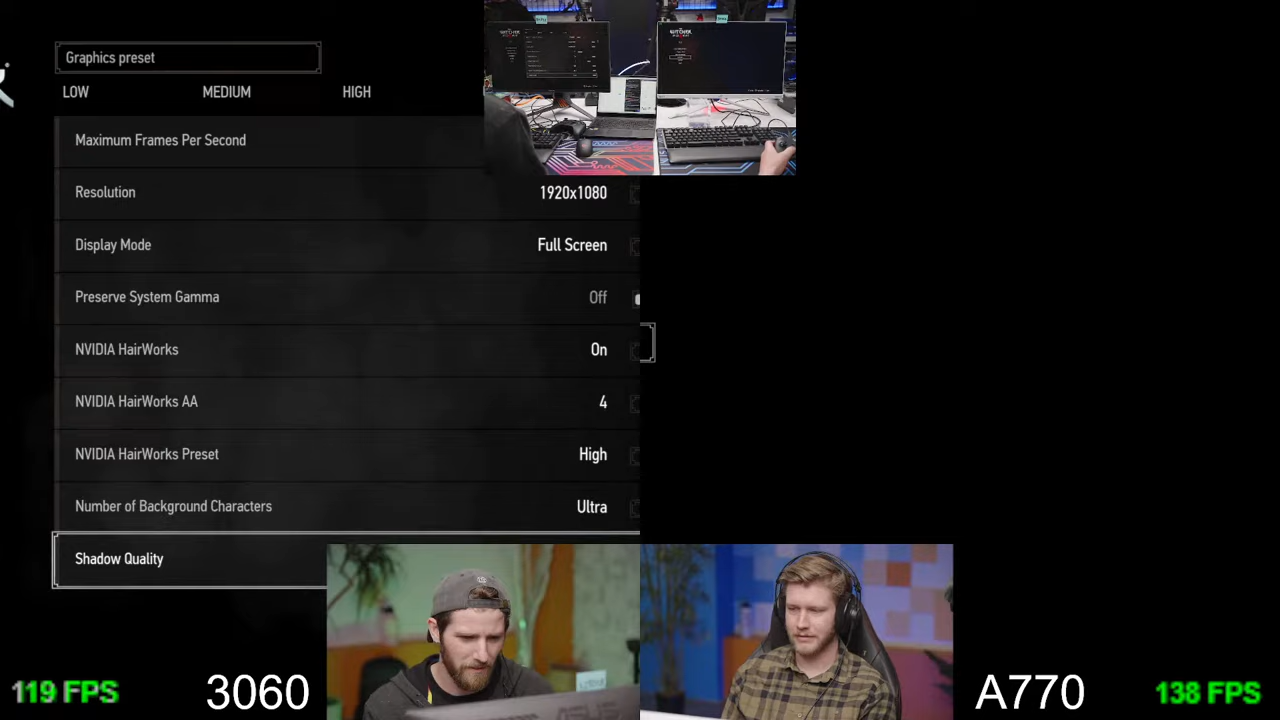 Graphics preset
LOW MEDIUM HIGH
Maximum Frames Per Second
Resolution 1920x1080
Display Mode Full Screen
Preserve System Gamma Off
NVIDIA HairWorks On
NVIDIA HairWorks AA 4
NVIDIA HairWorks Preset High
Number of Background Characters Ultra
Shadow Quality
119 FPS 3060 A770 138 FPS